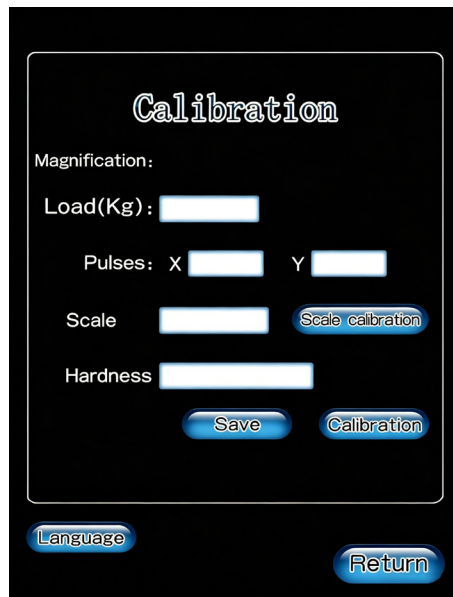 Calibration
Magnification:
Load(Kg):
Pulses: X Y
Scale Scale calibration
Hardness
Save Calibration
Language
Return